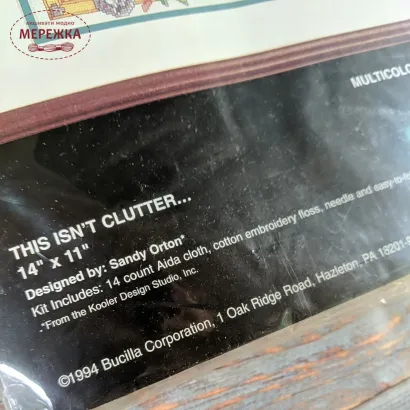 вишивати модно
МЕРЕЖКА
MULTICOLO
THIS ISN'T CLUTTER...
14" X 11"
Designed by: Sandy Orton*
Kit Includes: 14 count Aida cloth, cotton embroidery floss, needle and easy-to-fo
*From the Kooler Design Studio, Inc.
©1994 Bucilla Corporation, 1 Oak Ridge Road, Hazleton, PA 18201-